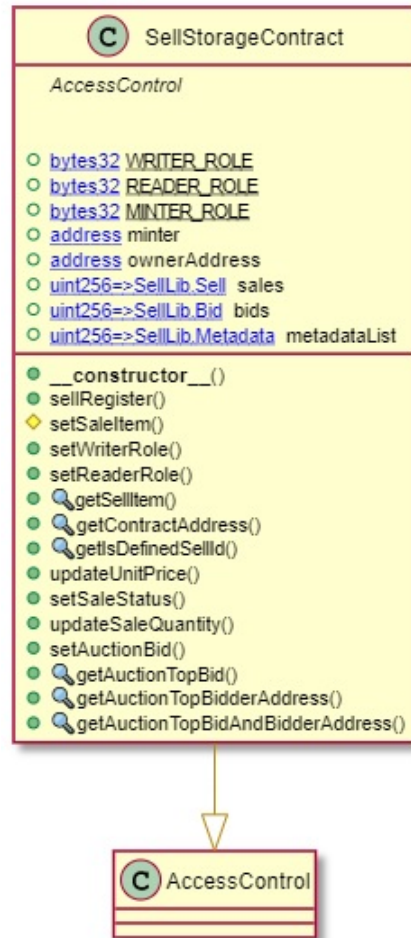 C SellStorageContract
AccessControl
bytes32 WRITER_ROLE
bytes32 READER_ROLE
bytes32 MINTER_ROLE
address minter
address ownerAddress
uint256=>SellLib.Sell sales
uint256=>SellLib.Bid bids
uint256=>SellLib.Metadata metadataList
__constructor__()
sellRegister()
setSaleItem()
setWriterRole()
setReaderRole()
getSellItem()
getContractAddress()
getIsDefinedSellId()
updateUnitPrice()
setSaleStatus()
updateSaleQuantity()
setAuctionBid()
getAuctionTopBid()
getAuctionTopBidderAddress()
getAuctionTopBidAndBidderAddress()
C AccessControl